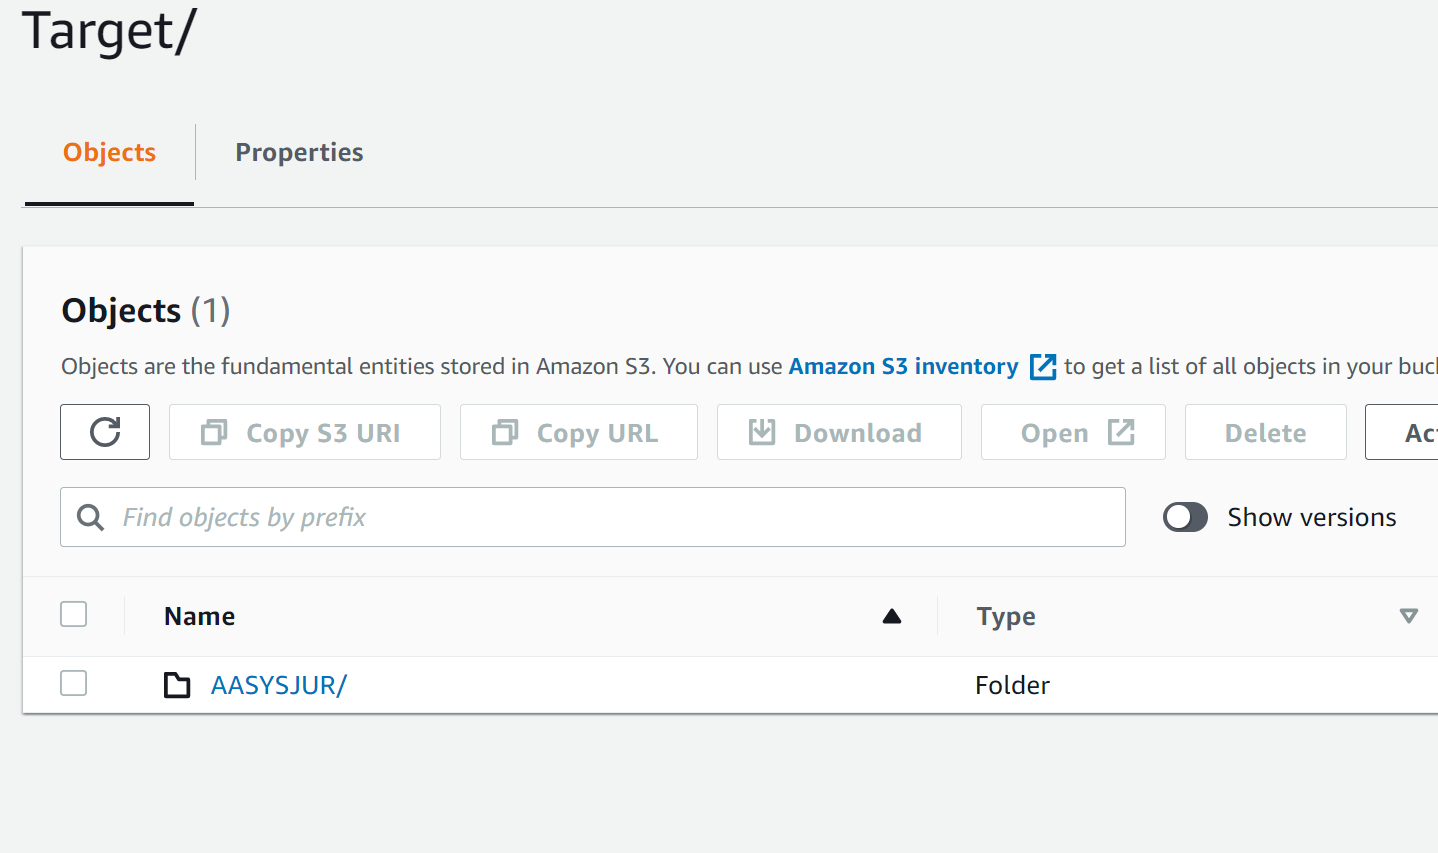 Target/
Objects
Properties
Objects (1)
Objects are the fundamental entities stored in Amazon S3. You can use Amazon S3 inventory to get a list of all objects in your
Copy S3 URI
Copy URL
Download
Open
Delete
Find objects by prefix
Show versions
Name
Type
AASYSJUR/
Folder